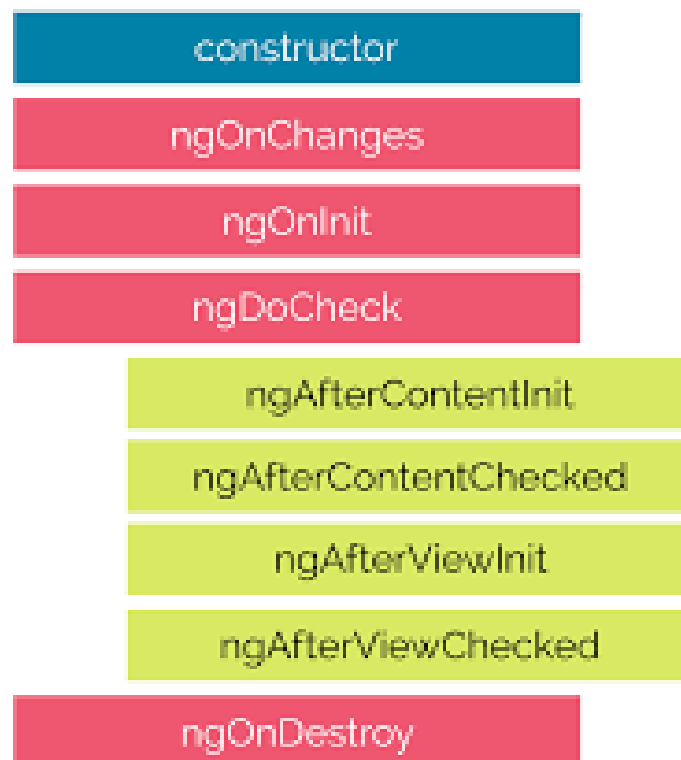 constructor
ngOnChanges
ngOnInit
ngDoCheck
ngAfterContentInit
ngAfterContentChecked
ngAfterViewInit
ngAfterViewChecked
ngOnDestroy